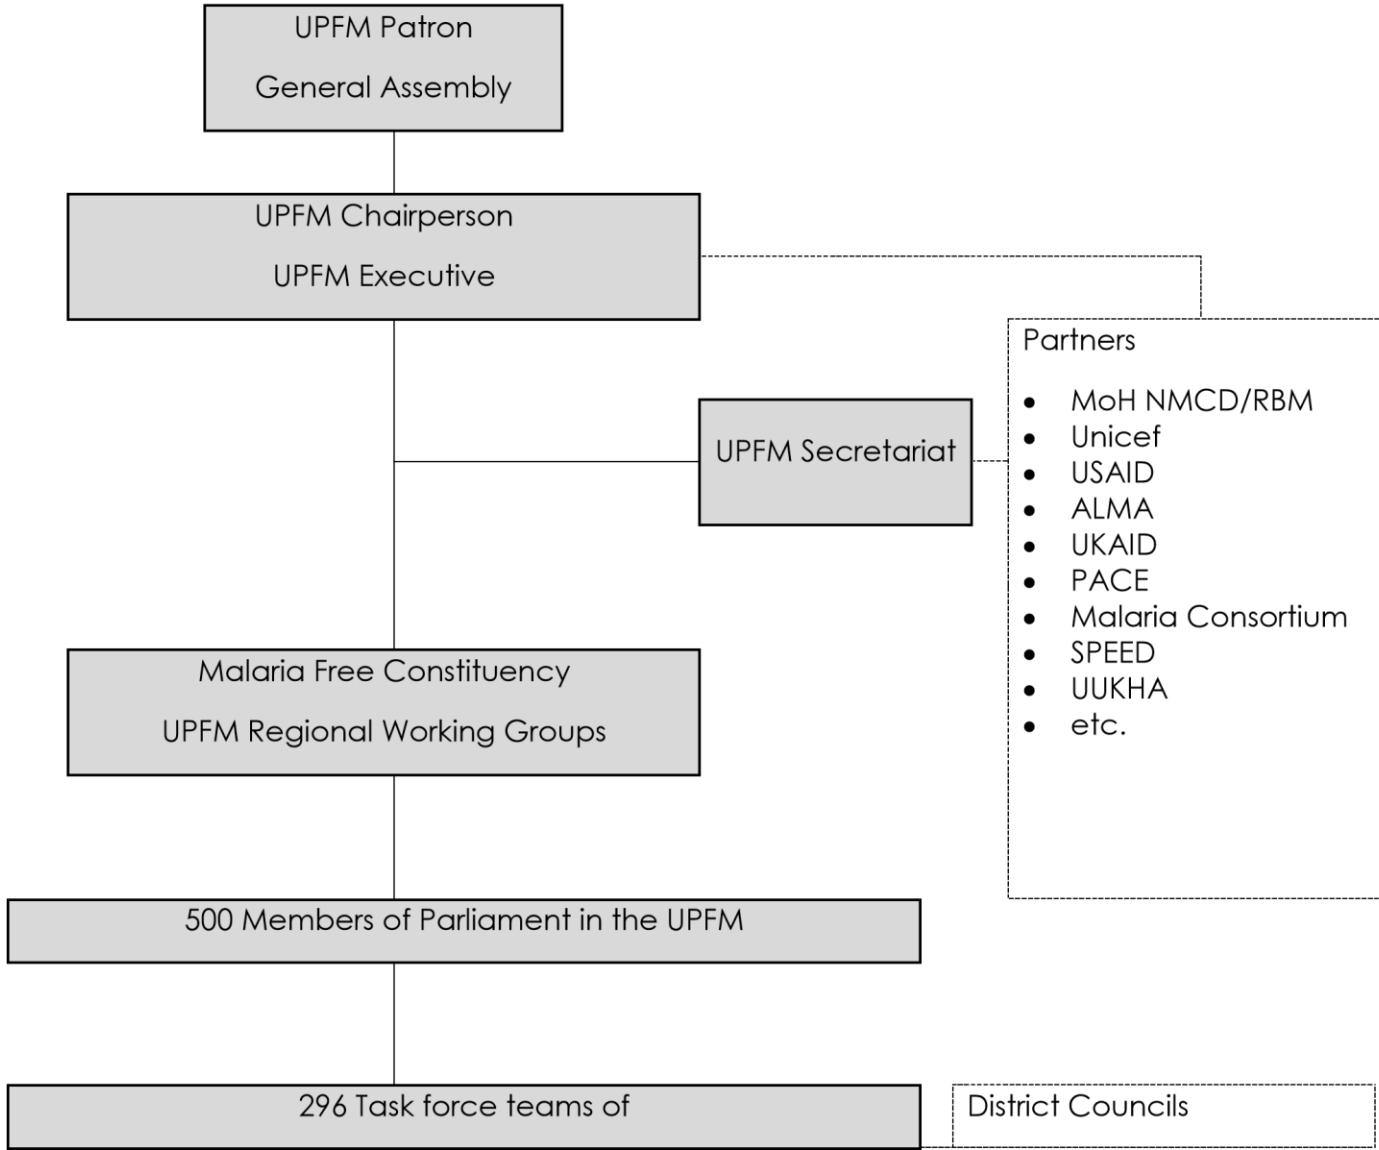 UPFM Patron
General Assembly
UPFM Chairperson
UPFM Executive
Partners
• MoH NMCD/RBM
• Unicef
• USAID
• ALMA
• UKAID
• PACE
• Malaria Consortium
• SPEED
• UUKHA
• etc.
UPFM Secretariat
Malaria Free Constituency
UPFM Regional Working Groups
500 Members of Parliament in the UPFM
296 Task force teams of
District Councils